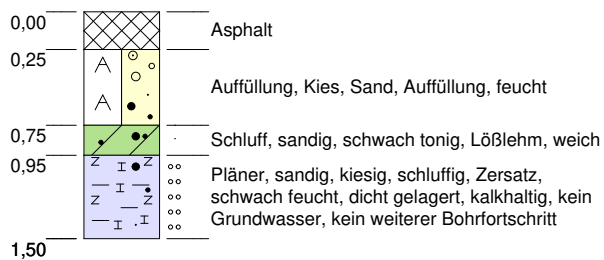 0,00
Asphalt
0,25
Auffüllung, Kies, Sand, Auffüllung, feucht
0,75
Schluff, sandig, schwach tonig, Lößlehm, weich
0,95
Pläner, sandig, kiesig, schluffig, Zersatz,
schwach feucht, dicht gelagert, kalkhaltig, kein
Grundwasser, kein weiterer Bohrfortschritt
1,50